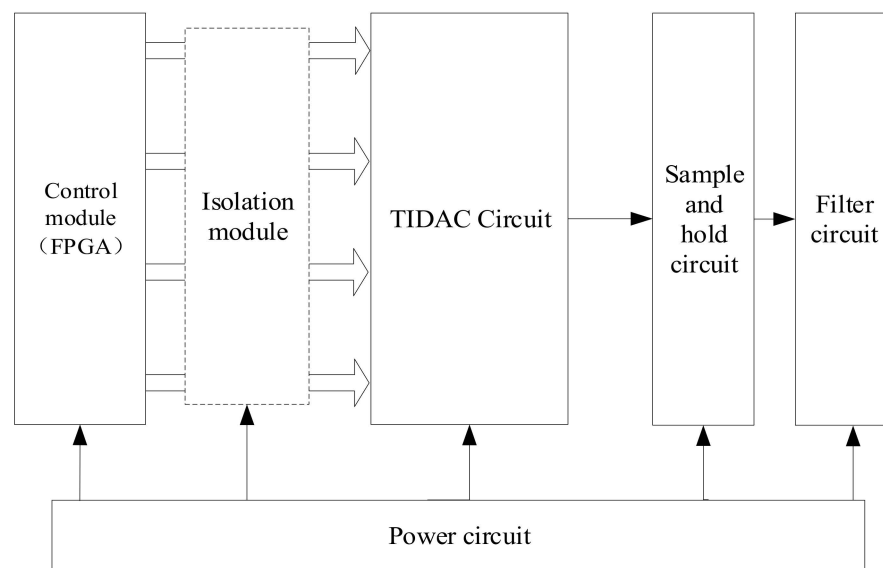 Control
module
（FPGA）
Isolation
module
TIDAC Circuit
Sample
and
hold
circuit
Filter
circuit
Power circuit